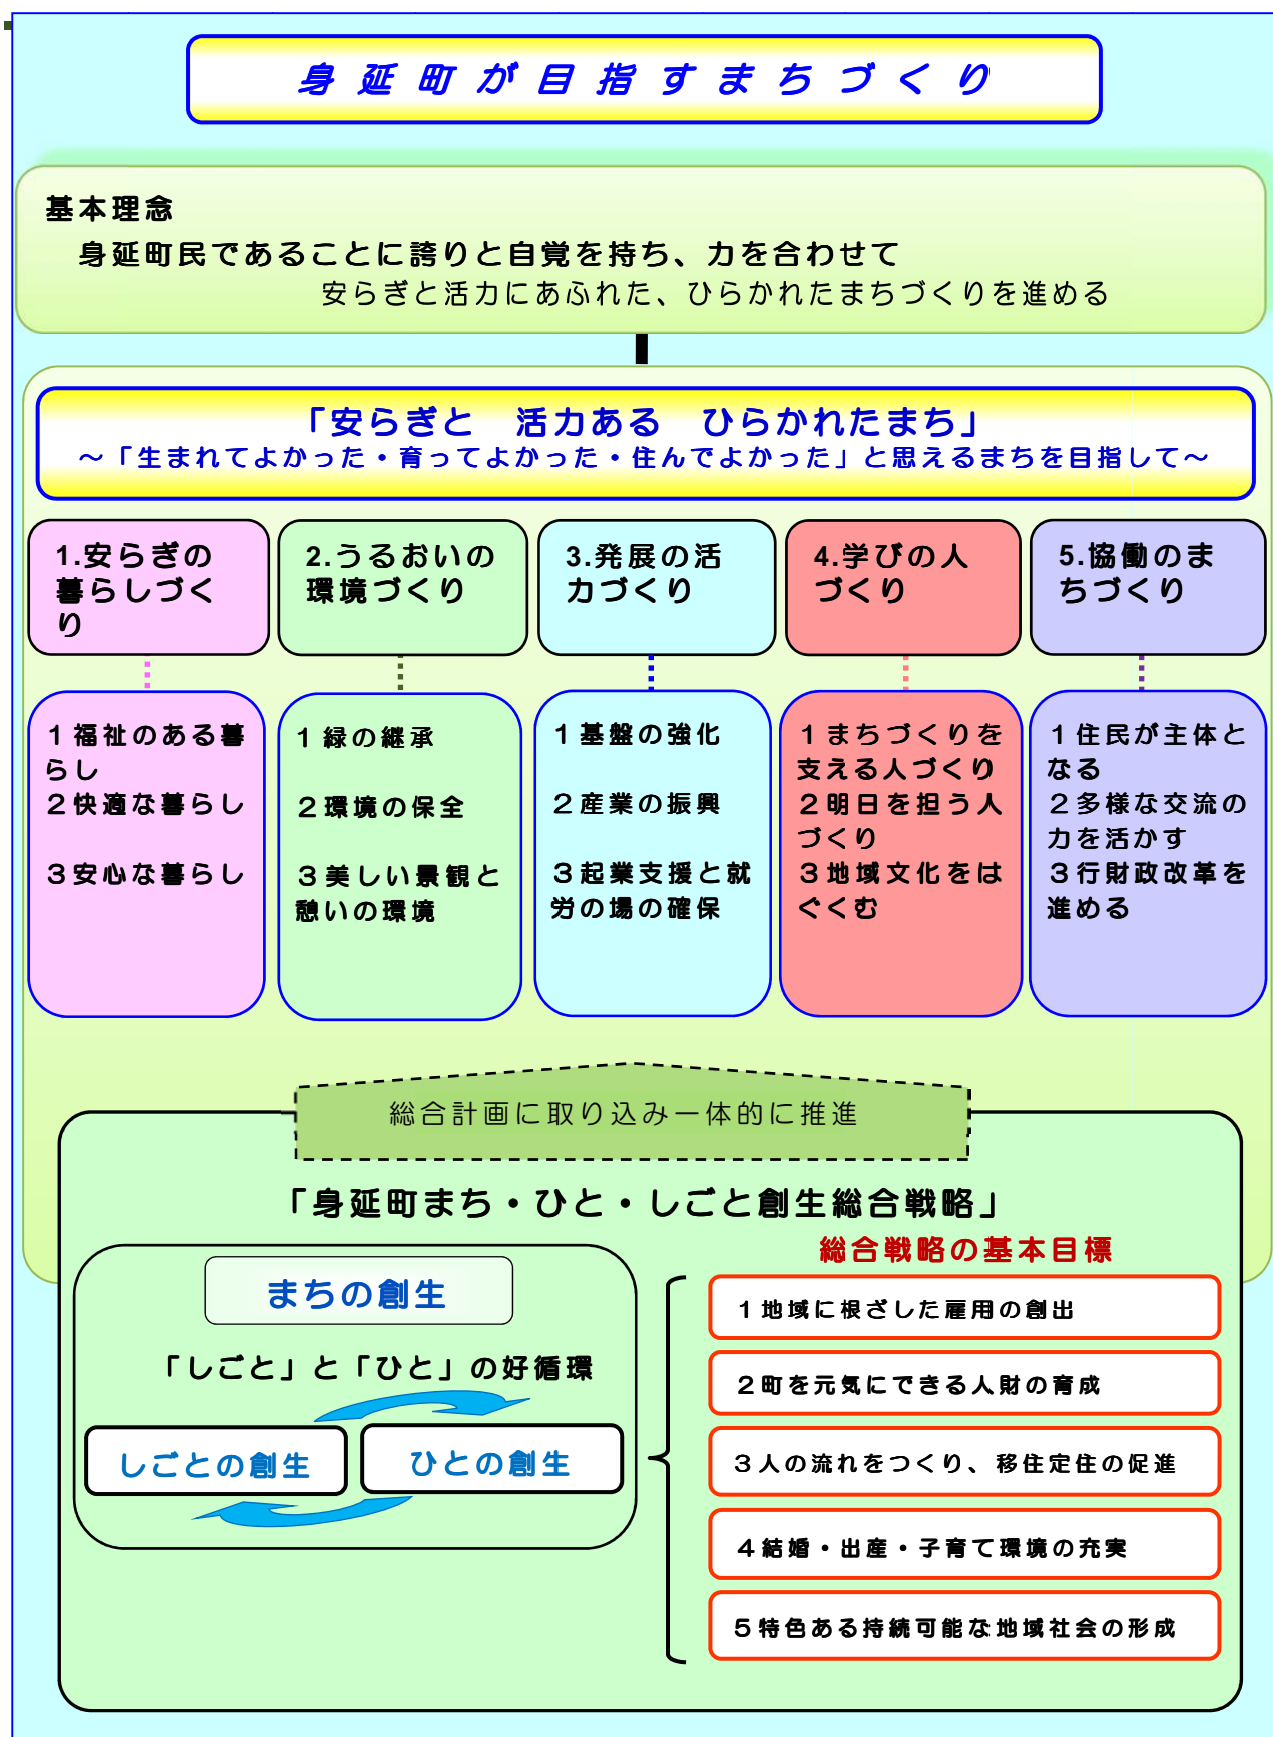 身延町が目指すまちづくり
基本理念
身延町民であることに誇りと自覚を持ち、力を合わせて
安らぎと活力にあふれた、ひらかれたまちづくりを進める
「安らぎと　活力ある　ひらかれたまち」
～「生まれてよかった・育ってよかった・住んでよかった」と思えるまちを目指して～
1.安らぎの
暮らしづく
り
2.うるおいの
環境づくり
3.発展の活
力づくり
4.学びの人
づくり
5.協働のま
ちづくり
１福祉のある暮
らし
２快適な暮らし
３安心な暮らし
１緑の継承
２環境の保全
３美しい景観と
憩いの環境
１基盤の強化
２産業の振興
３起業支援と就
労の場の確保
１まちづくりを
支える人づくり
２明日を担う人
づくり
３地域文化をは
ぐくむ
１住民が主体と
なる
２多様な交流の
力を活かす
３行財政改革を
進める
総合計画に取り込み一体的に推進
「身延町まち・ひと・しごと創生総合戦略」
まちの創生
「しごと」と「ひと」の好循環
しごとの創生
ひとの創生
総合戦略の基本目標
１地域に根ざした雇用の創出
２町を元気にできる人財の育成
３人の流れをつくり、移住定住の促進
４結婚・出産・子育て環境の充実
５特色ある持続可能な地域社会の形成